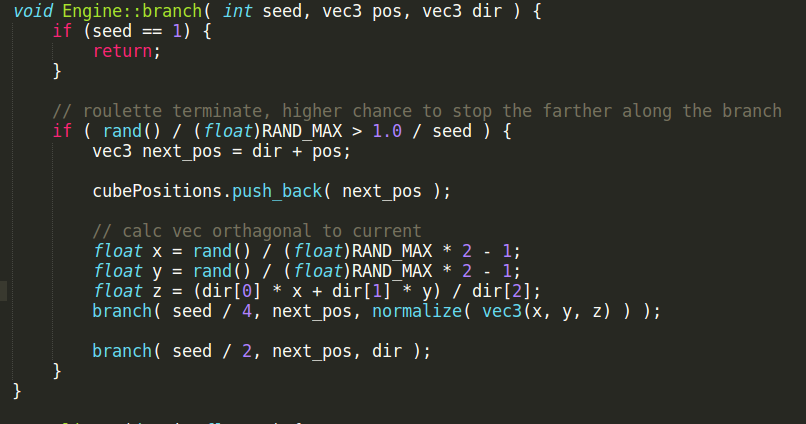 void Engine::branch( int seed, vec3 pos, vec3 dir ) {
    if (seed == 1) {
        return;
    }
    // roulette terminate, higher chance to stop the farther along the branch
    if ( rand() / (float)RAND_MAX > 1.0 / seed ) {
        vec3 next_pos = dir + pos;
        cubePositions.push_back( next_pos );
        // calc vec orthagonal to current
        float x = rand() / (float)RAND_MAX * 2 - 1;
        float y = rand() / (float)RAND_MAX * 2 - 1;
        float z = (dir[0] * x + dir[1] * y) / dir[2];
        branch( seed / 4, next_pos, normalize( vec3(x, y, z) ) );
        branch( seed / 2, next_pos, dir );
    }
}